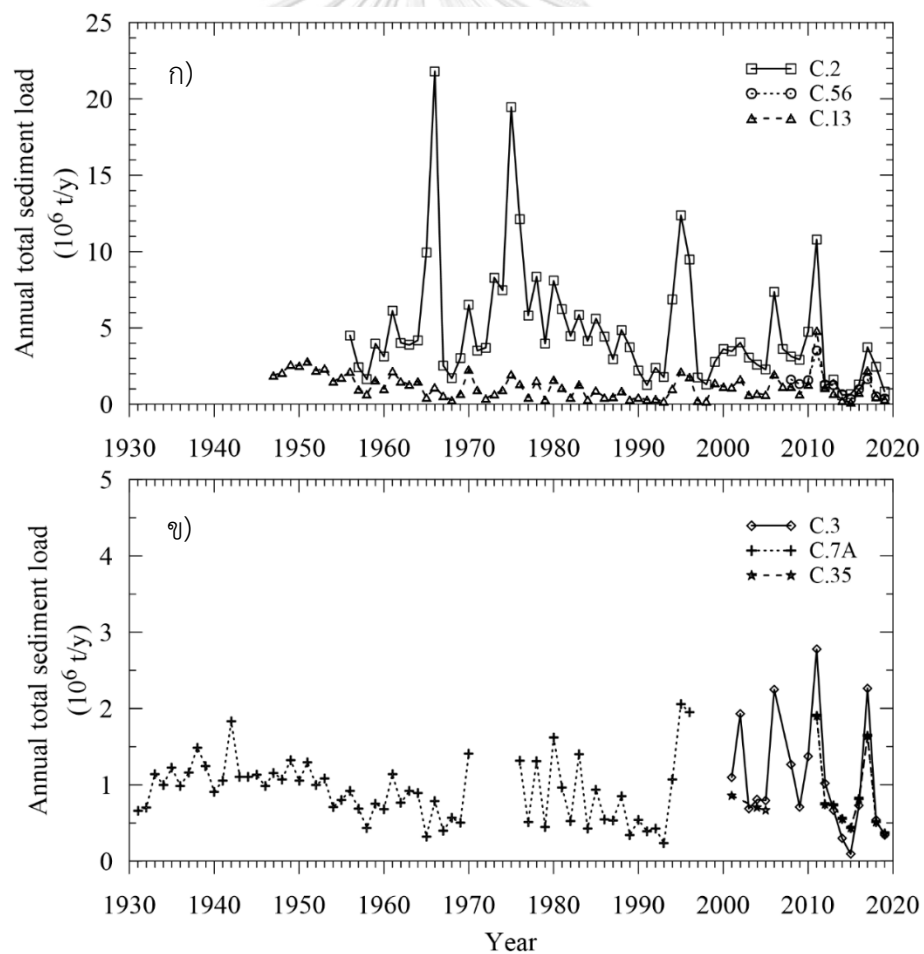 25
20
15
10
5
0
Annual total sediment load
(10⁶ t/y)
ก)
C.2
C.56
C.13
1930 1940 1950 1960 1970 1980 1990 2000 2010 2020
5
4
3
2
1
0
Annual total sediment load
(10⁶ t/y)
ข)
C.3
C.7A
C.35
1930 1940 1950 1960 1970 1980 1990 2000 2010 2020
Year